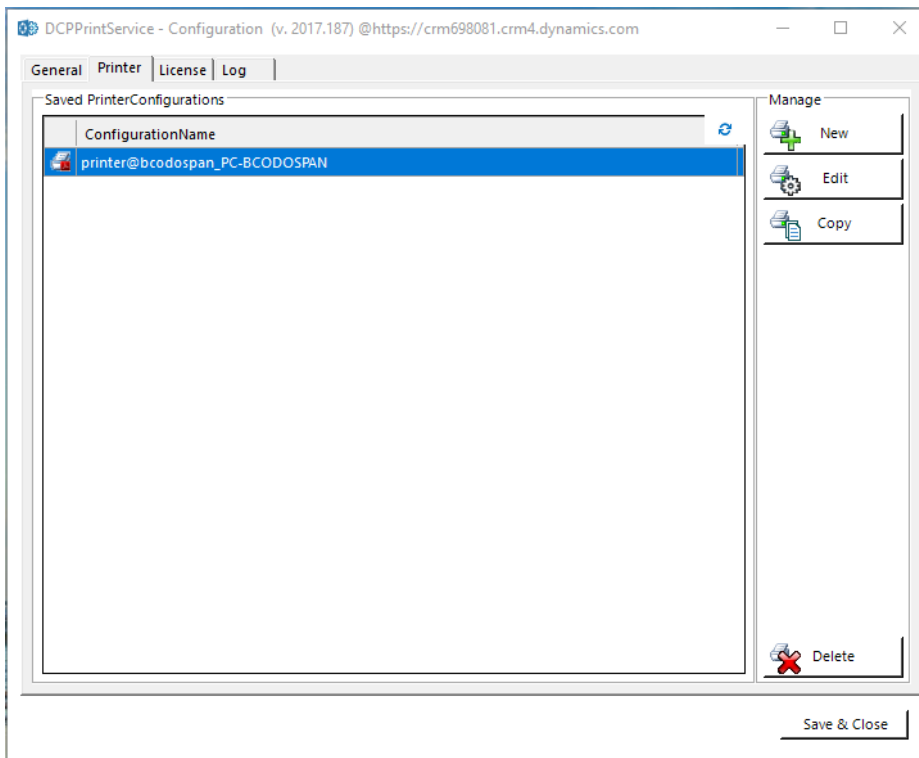 DCPPrintService - Configuration (v. 2017.187) @https://crm698081.crm4.dynamics.com
General Printer License Log
Saved PrinterConfigurations
Manage
ConfigurationName
New
printer@bcodospan_PC-BCODOSPAN
Edit
Copy
Delete
Save & Close